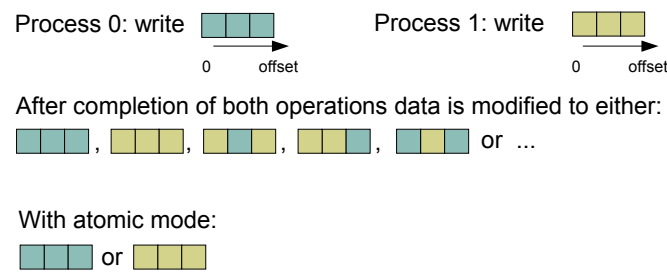 Process 0: write
Process 1: write
0 offset
0 offset
After completion of both operations data is modified to either:
, , , , or ...
With atomic mode:
or